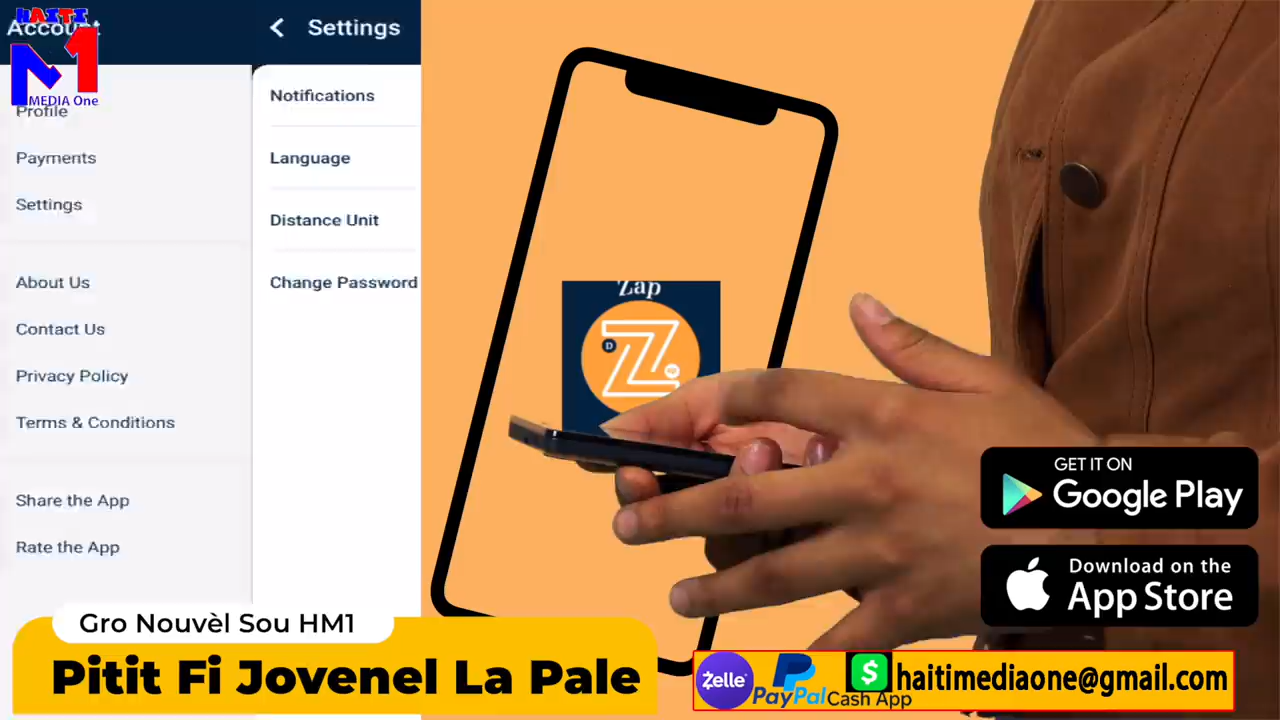 HAITI
M1
MEDIA One
Account
Profile
Payments
Settings
About Us
Contact Us
Privacy Policy
Terms & Conditions
Share the App
Rate the App
Settings
Notifications
Language
Distance Unit
Change Password
Zap
D
Z
GET IT ON
Google Play
Download on the
App Store
Gro Nouvèl Sou HM1
Pitit Fi Jovenel La Pale
Zelle
PayPal
$
Cash App
haitimediaone@gmail.com